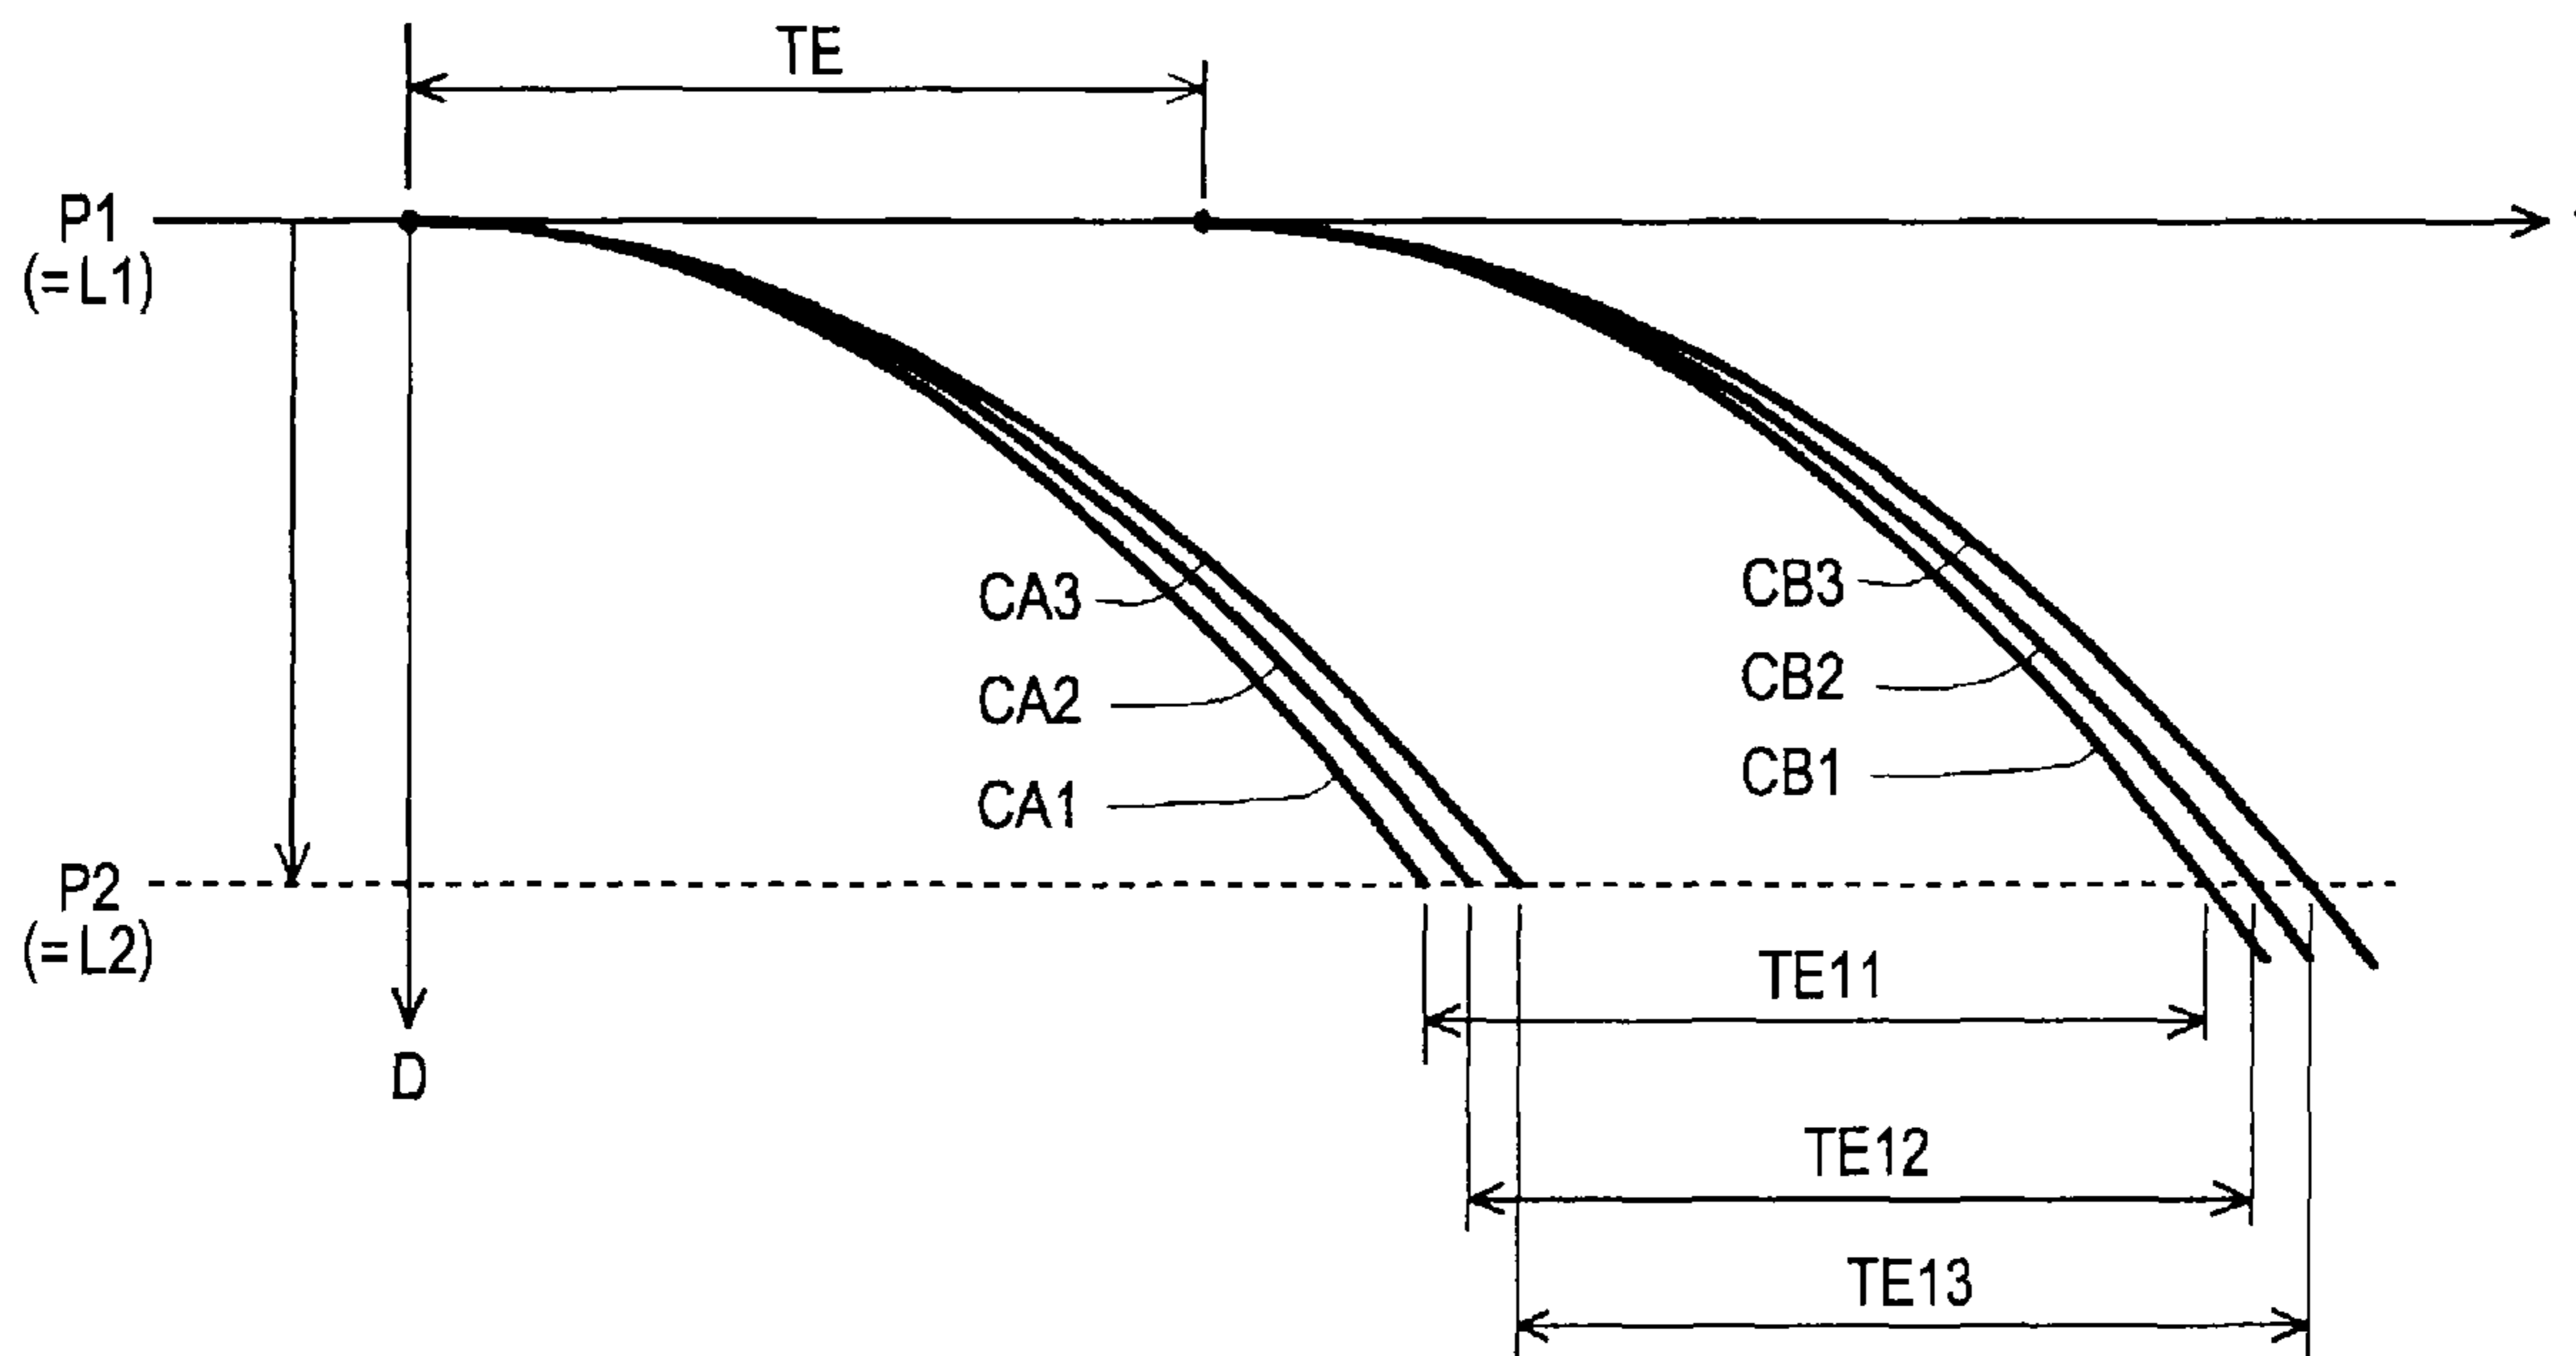 TE
P1
(=L1)
CA3
CA2
CA1
CB3
CB2
CB1
P2
(=L2)
D
TE11
TE12
TE13